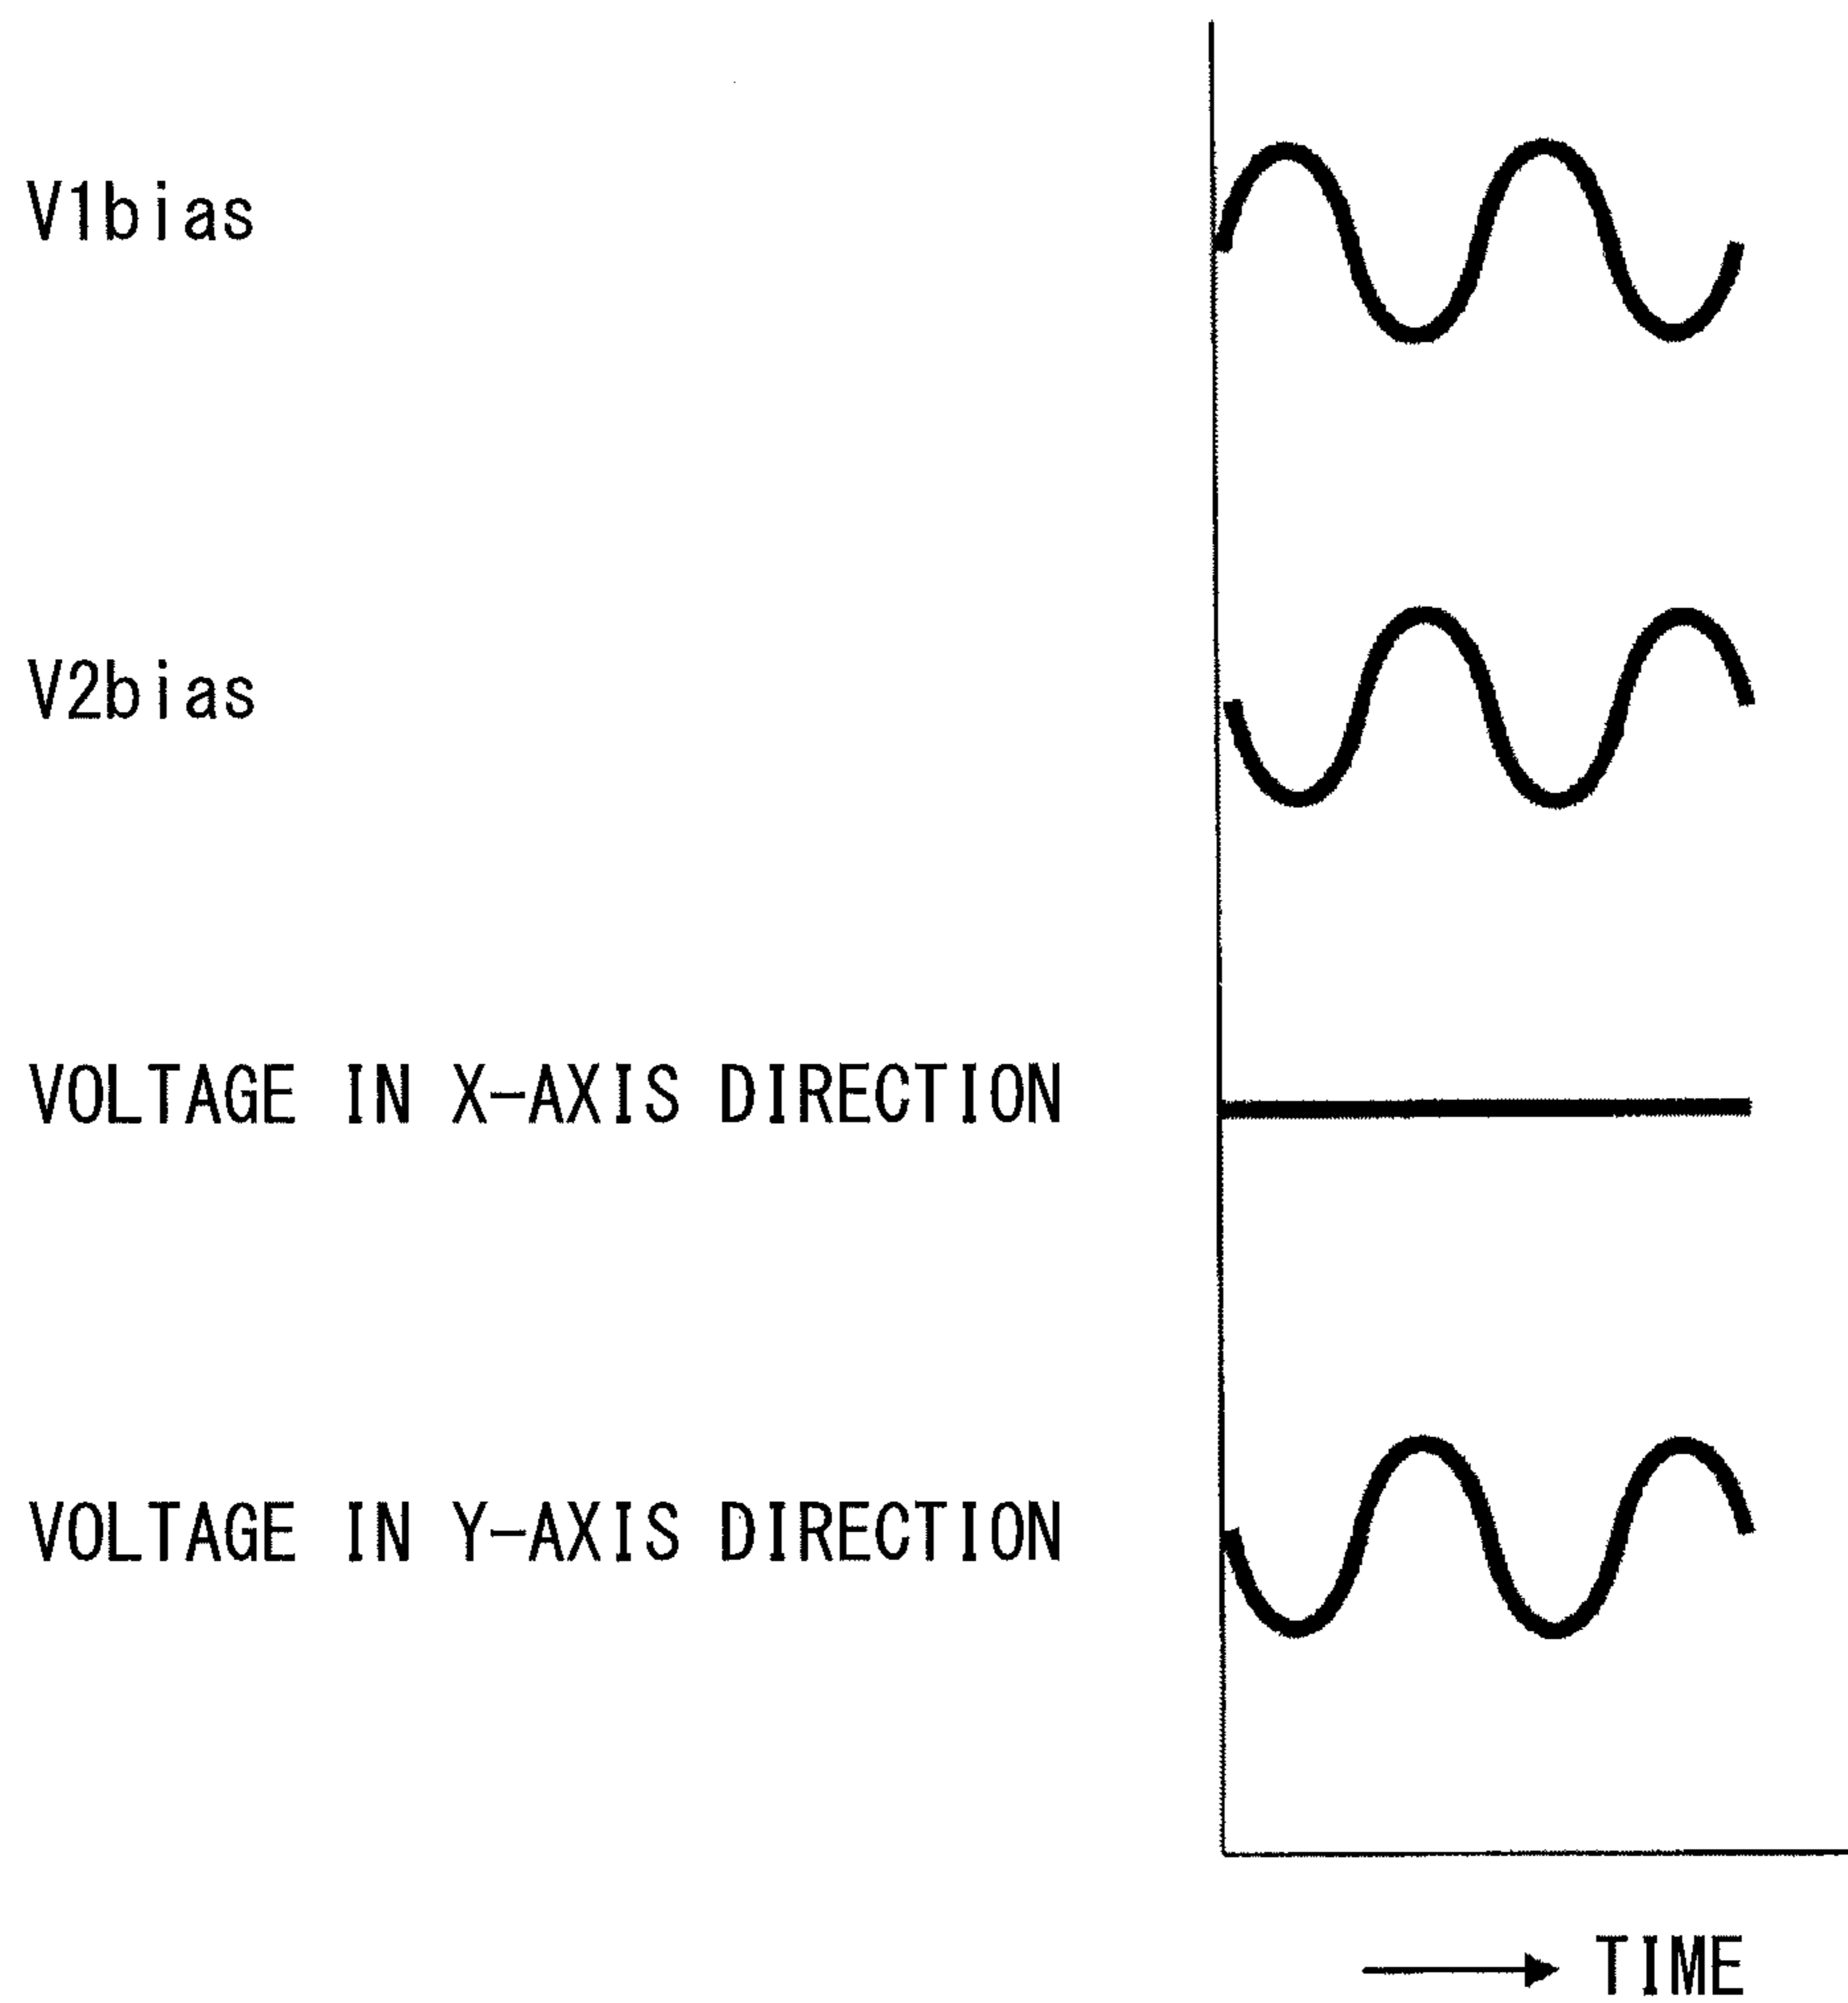 V1bias
V2bias
VOLTAGE IN X-AXIS DIRECTION
VOLTAGE IN Y-AXIS DIRECTION
TIME